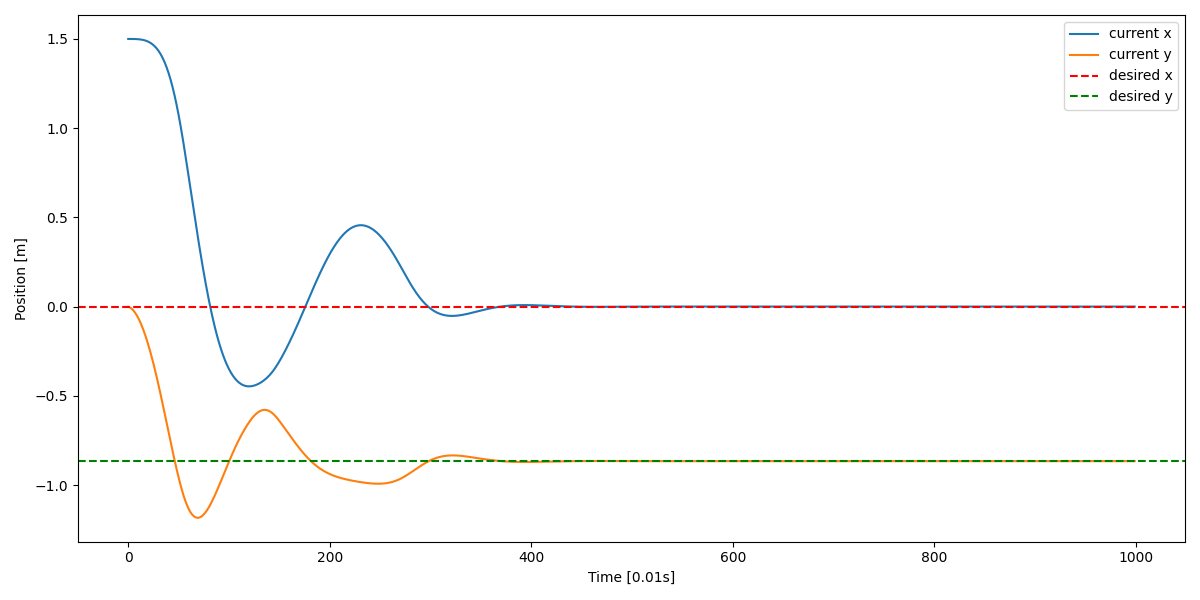 current x
current y
desired x
desired y
1.5
1.0
0.5
0.0
−0.5
−1.0
Position [m]
0 200 400 600 800 1000
Time [0.01s]